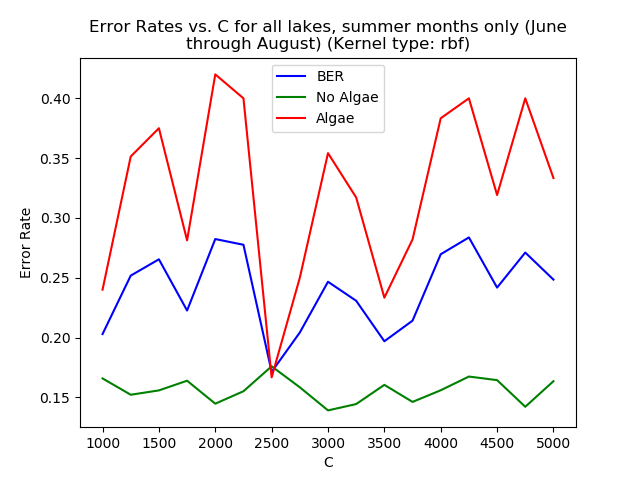 Error Rates vs. C for all lakes, summer months only (June
through August) (Kernel type: rbf)
BER
No Algae
Algae
0.40
0.35
0.30
0.25
0.20
0.15
Error Rate
1000 1500 2000 2500 3000 3500 4000 4500 5000
C